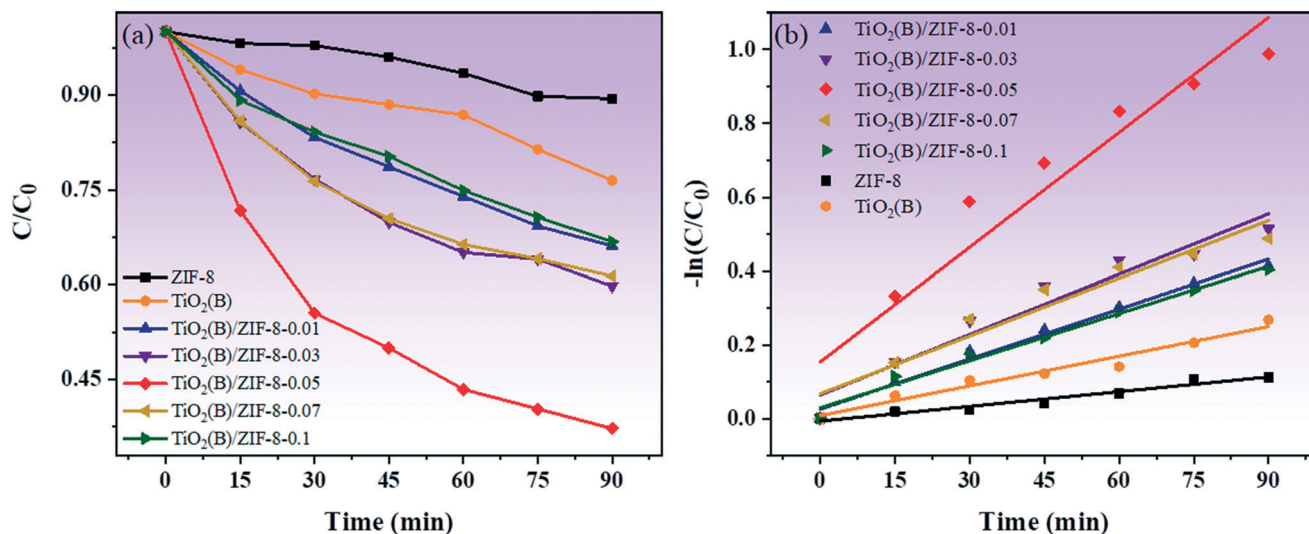 (a)
C/C₀
0.90
0.75
0.60
0.45
ZIF-8
TiO₂(B)
TiO₂(B)/ZIF-8-0.01
TiO₂(B)/ZIF-8-0.03
TiO₂(B)/ZIF-8-0.05
TiO₂(B)/ZIF-8-0.07
TiO₂(B)/ZIF-8-0.1
0 15 30 45 60 75 90
Time (min)
(b)
-ln(C/C₀)
1.0
0.8
0.6
0.4
0.2
0.0
TiO₂(B)/ZIF-8-0.01
TiO₂(B)/ZIF-8-0.03
TiO₂(B)/ZIF-8-0.05
TiO₂(B)/ZIF-8-0.07
TiO₂(B)/ZIF-8-0.1
ZIF-8
TiO₂(B)
0 15 30 45 60 75 90
Time (min)